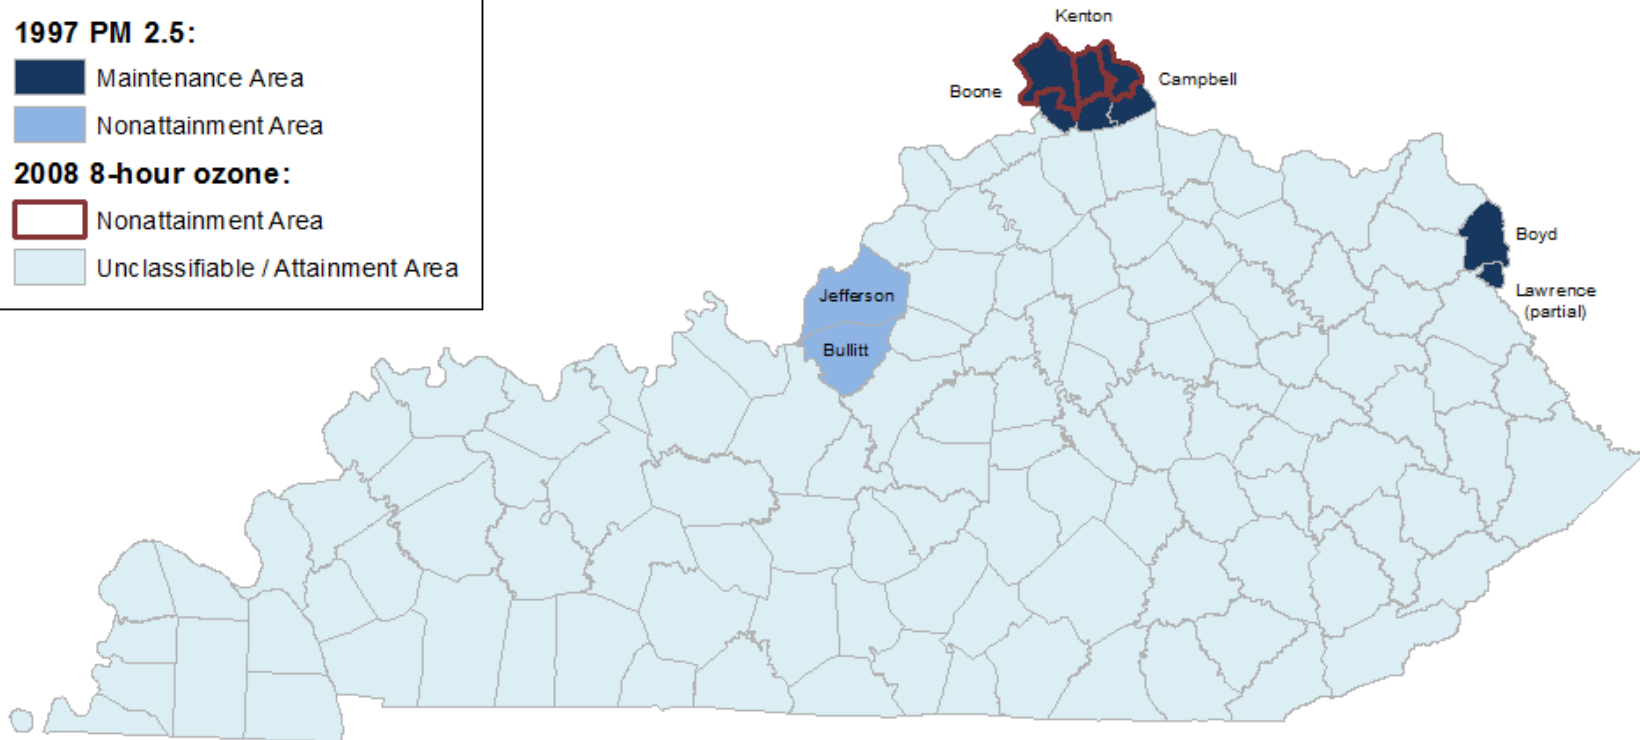 1997 PM 2.5:
Maintenance Area
Nonattainment Area
2008 8-hour ozone:
Nonattainment Area
Unclassifiable / Attainment Area
Kenton
Boone
Campbell
Boyd
Lawrence
(partial)
Jefferson
Bullitt